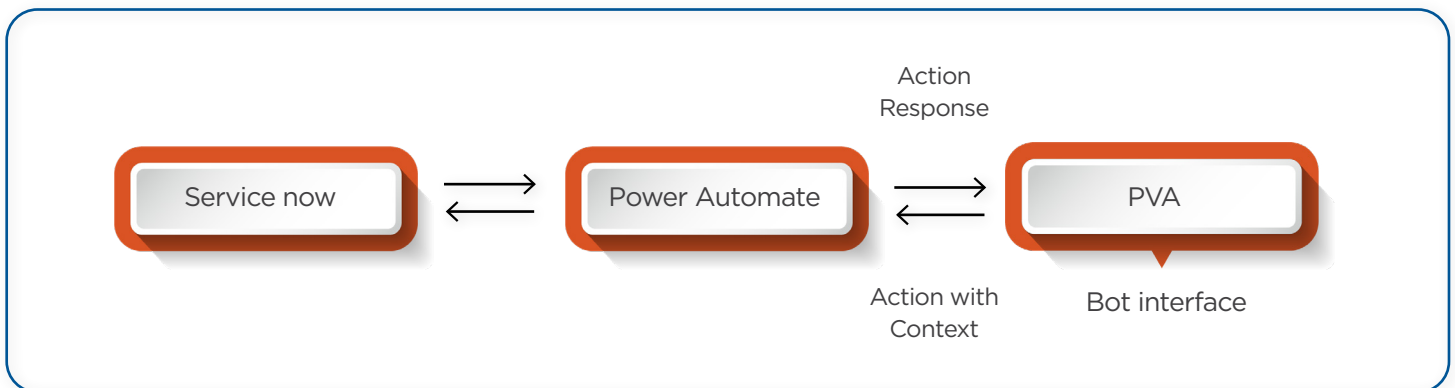 Action
Response
Service now
Power Automate
PVA
Action with
Context
Bot interface